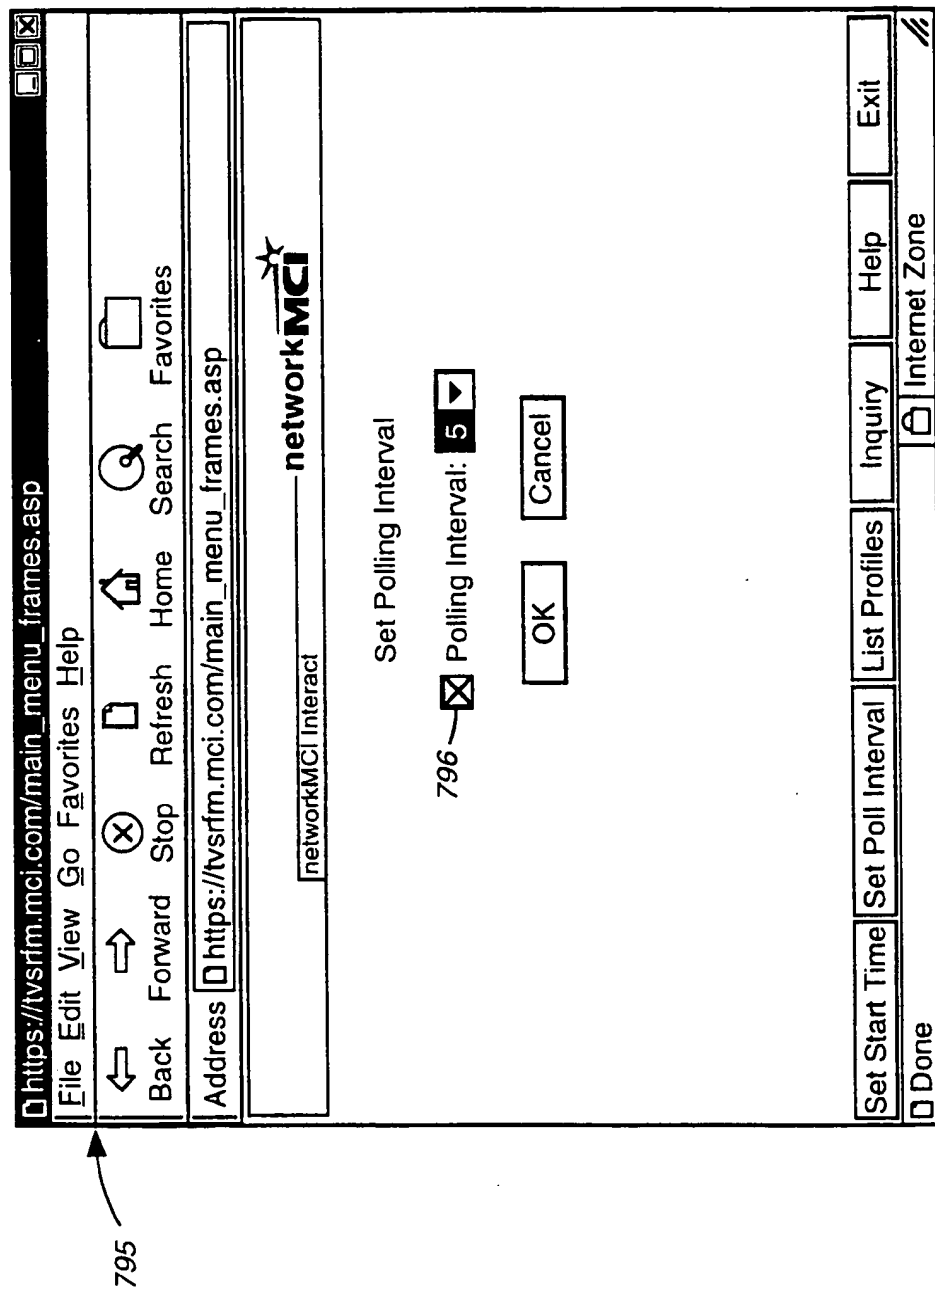 https://tvsrfm.mci.com/main_menu_frames.asp
File Edit View Go Favorites Help
Back Forward Stop Refresh Home Search Favorites
Address https://tvsrfm.mci.com/main_menu_frames.asp
networkMCI
networkMCI Interact
Set Polling Interval
Polling Interval: 5
OK Cancel
Set Start Time Set Poll Interval List Profiles Inquiry Help Exit
Done Internet Zone
795
796